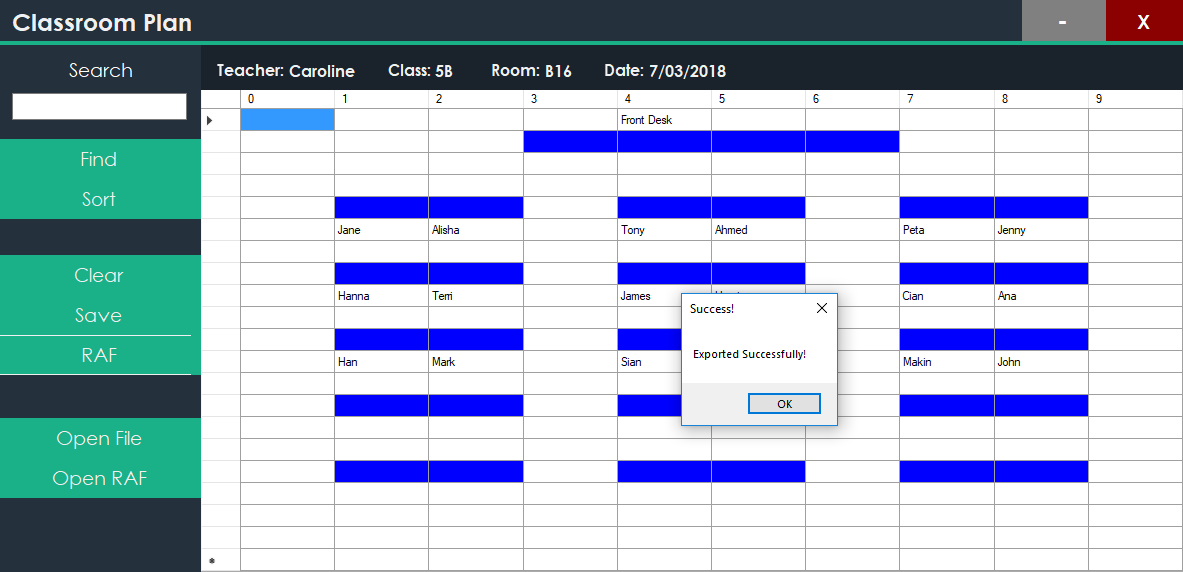 Classroom Plan - X
Search
Teacher: Caroline Class: 5B Room: B16 Date: 7/03/2018
0 1 2 3 4 5 6 7 8 9
Front Desk
Find
Sort
Jane Alisha Tony Ahmed Peta Jenny
Clear
Hanna Terri James Cian Ana
Success!
Save
RAF
Exported Successfully!
Han Mark Sian Makin John
OK
Open File
Open RAF